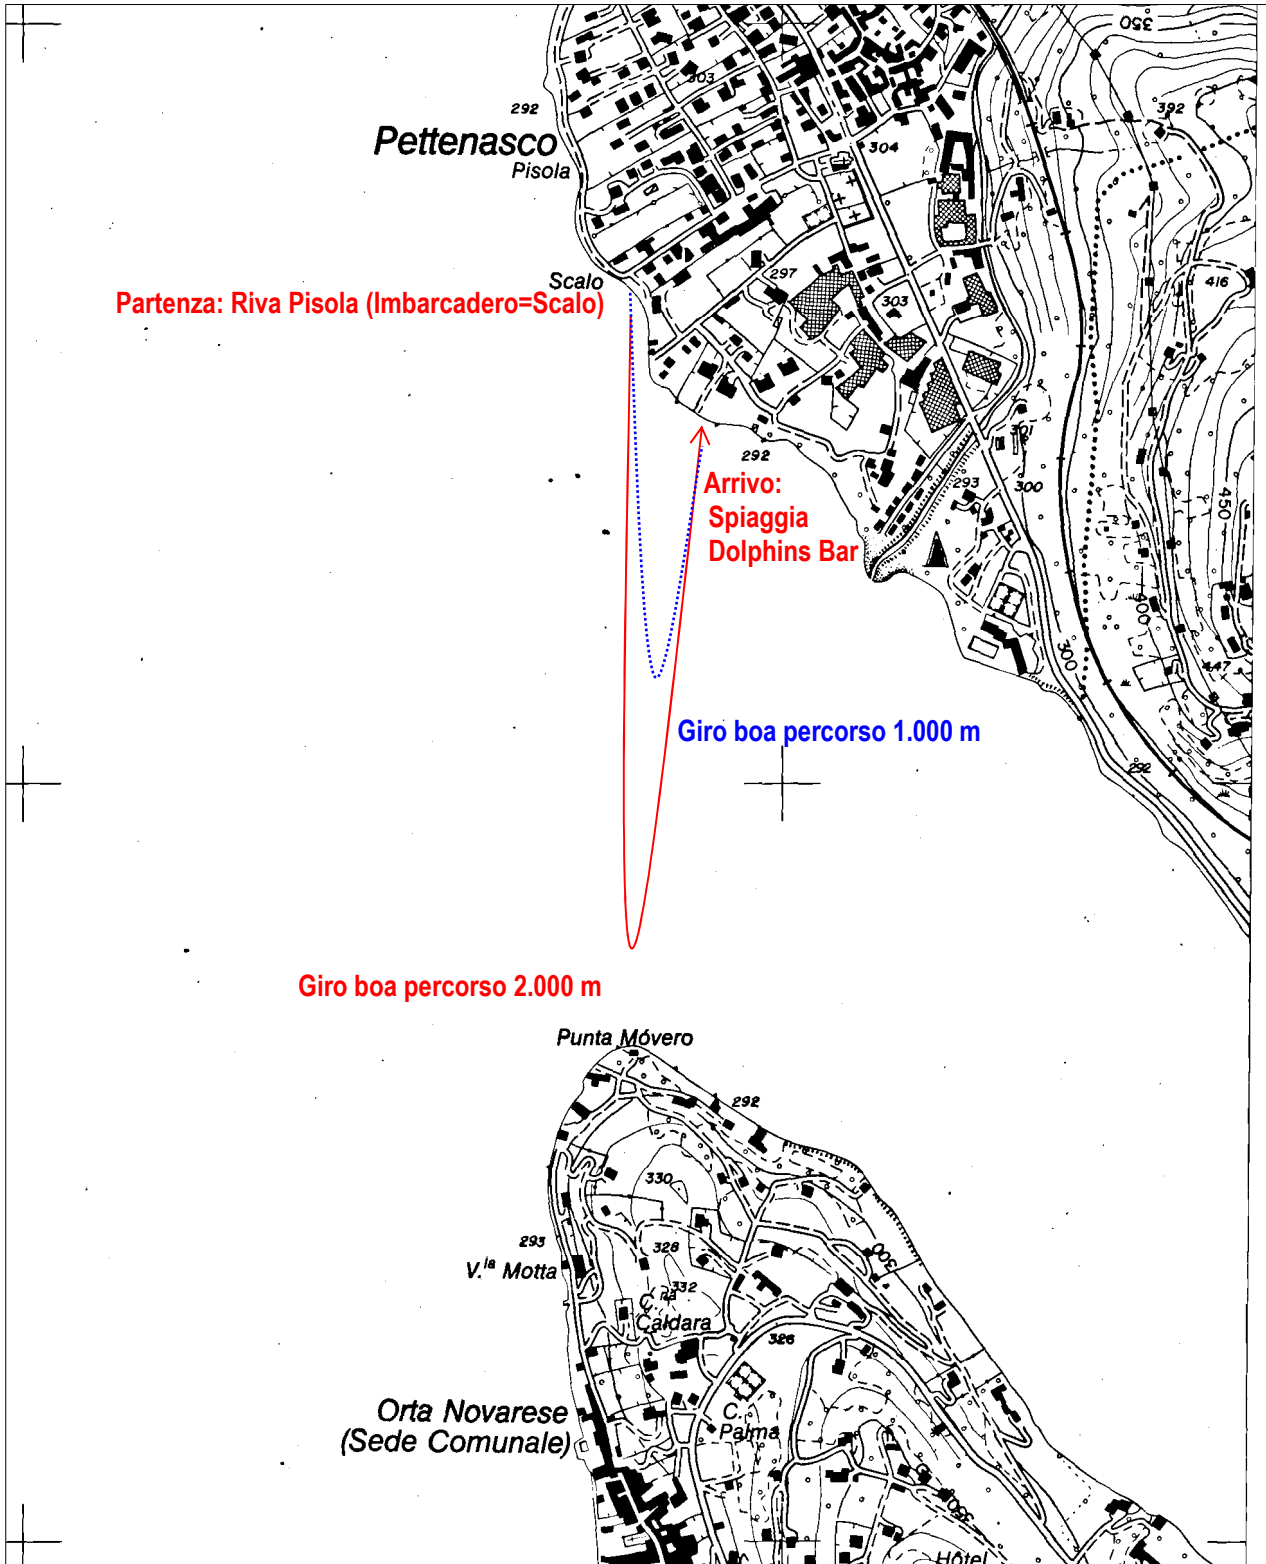 350
303
392
292
Pettenasco
304
Pisola
Scalo
297
416
Partenza: Riva Pisola (Imbarcadero=Scalo)
303
301
292
Arrivo:
293
300
450
Spiaggia
Dolphins Bar
400
300
447
Giro boa percorso 1.000 m
292
Giro boa percorso 2.000 m
Punta Móvero
292
330
293
328
300
V.la Motta
332
C.na
Caldara
326
Orta Novarese
C.
(Sede Comunale)
Palma
350
Hôtel